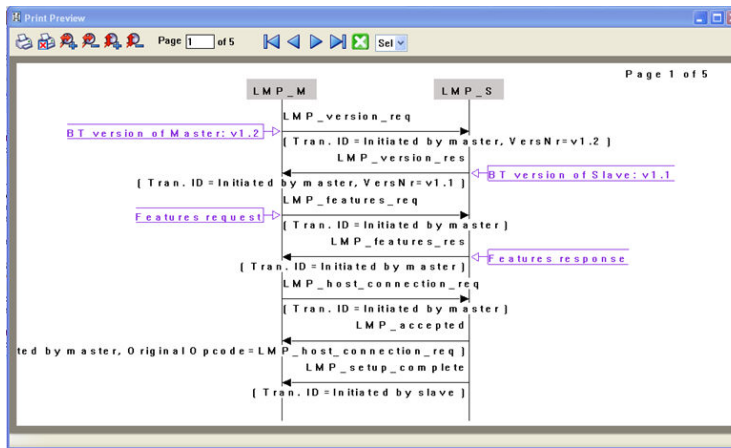 Print Preview
Page 1 of 5 Sel
Page 1 of 5
LMP_M LMP_S
LMP_version_req
BT version of Master: v1.2
( Tran. ID = Initiated by master, VersNr = v1.2 )
LMP_version_res
BT version of Slave: v1.1
( Tran. ID = Initiated by master, VersNr = v1.1 )
LMP_features_req
Features request
( Tran. ID = Initiated by master )
LMP_features_res
Features response
( Tran. ID = Initiated by master )
LMP_host_connection_req
( Tran. ID = Initiated by master )
LMP_accepted
ted by master, Original Opcode = LMP_host_connection_req )
LMP_setup_complete
( Tran. ID = Initiated by slave )